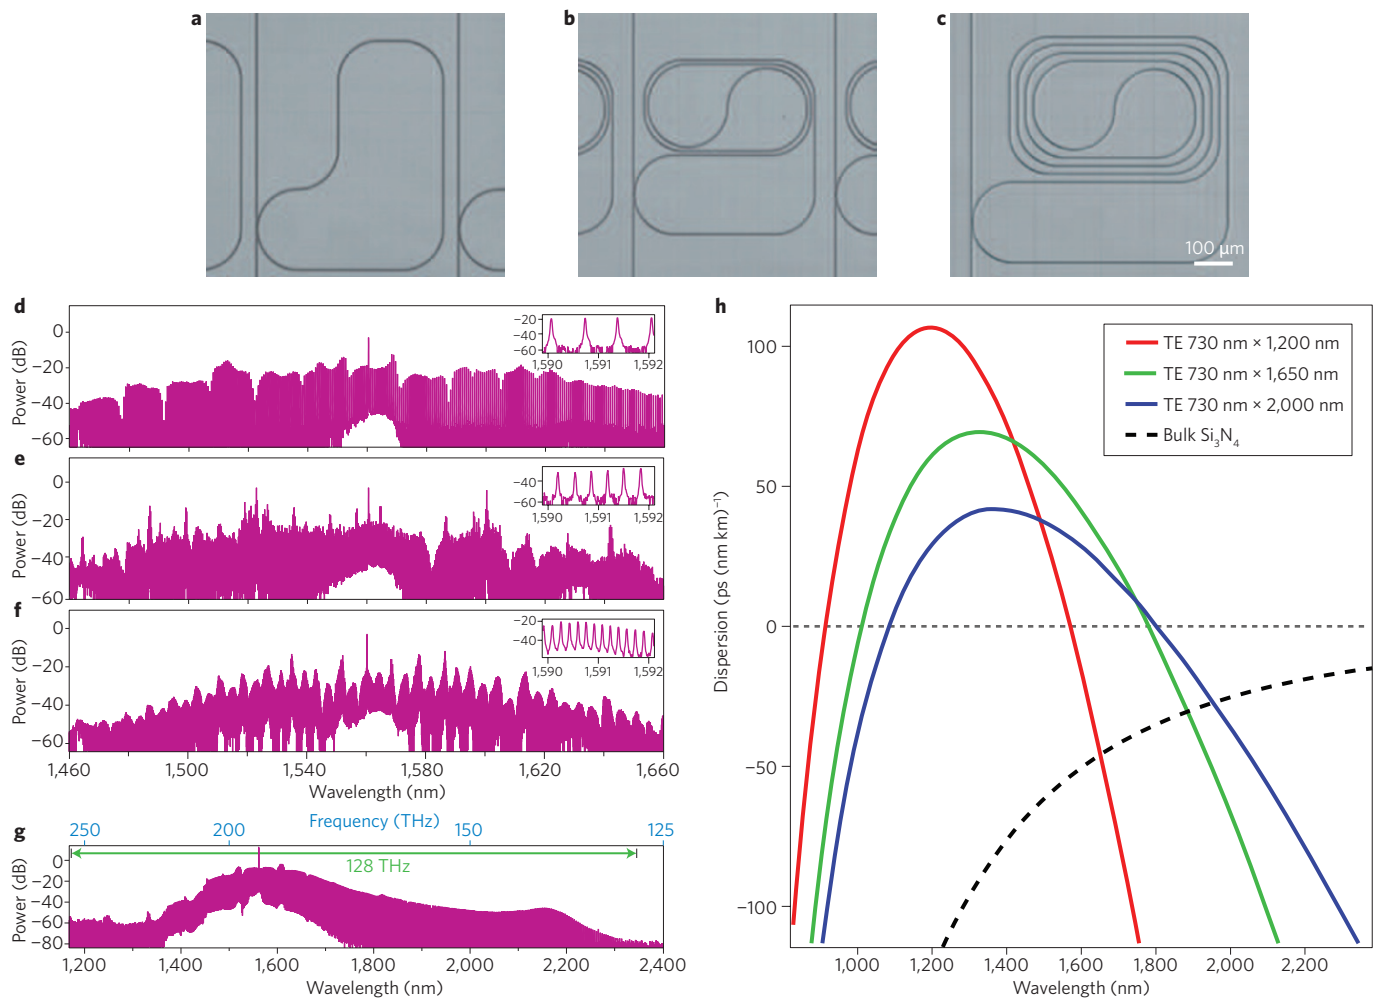 a
b
c
100 µm
d
0
−20
−40
−60
Power (dB)
−20
−40
−60
1,590 1,591 1,592
e
0
−20
−40
−60
Power (dB)
−40
−60
1,590 1,591 1,592
f
0
−20
−40
−60
Power (dB)
−20
−40
1,590 1,591 1,592
1,460 1,500 1,540 1,580 1,620 1,660
Wavelength (nm)
g
Frequency (THz)
250 200 150 125
128 THz
0
−20
−40
−60
−80
Power (dB)
1,200 1,400 1,600 1,800 2,000 2,200 2,400
Wavelength (nm)
h
TE 730 nm × 1,200 nm
TE 730 nm × 1,650 nm
TE 730 nm × 2,000 nm
Bulk Si₃N₄
100
50
0
−50
−100
Dispersion (ps (nm km)⁻¹)
1,000 1,200 1,400 1,600 1,800 2,000 2,200
Wavelength (nm)